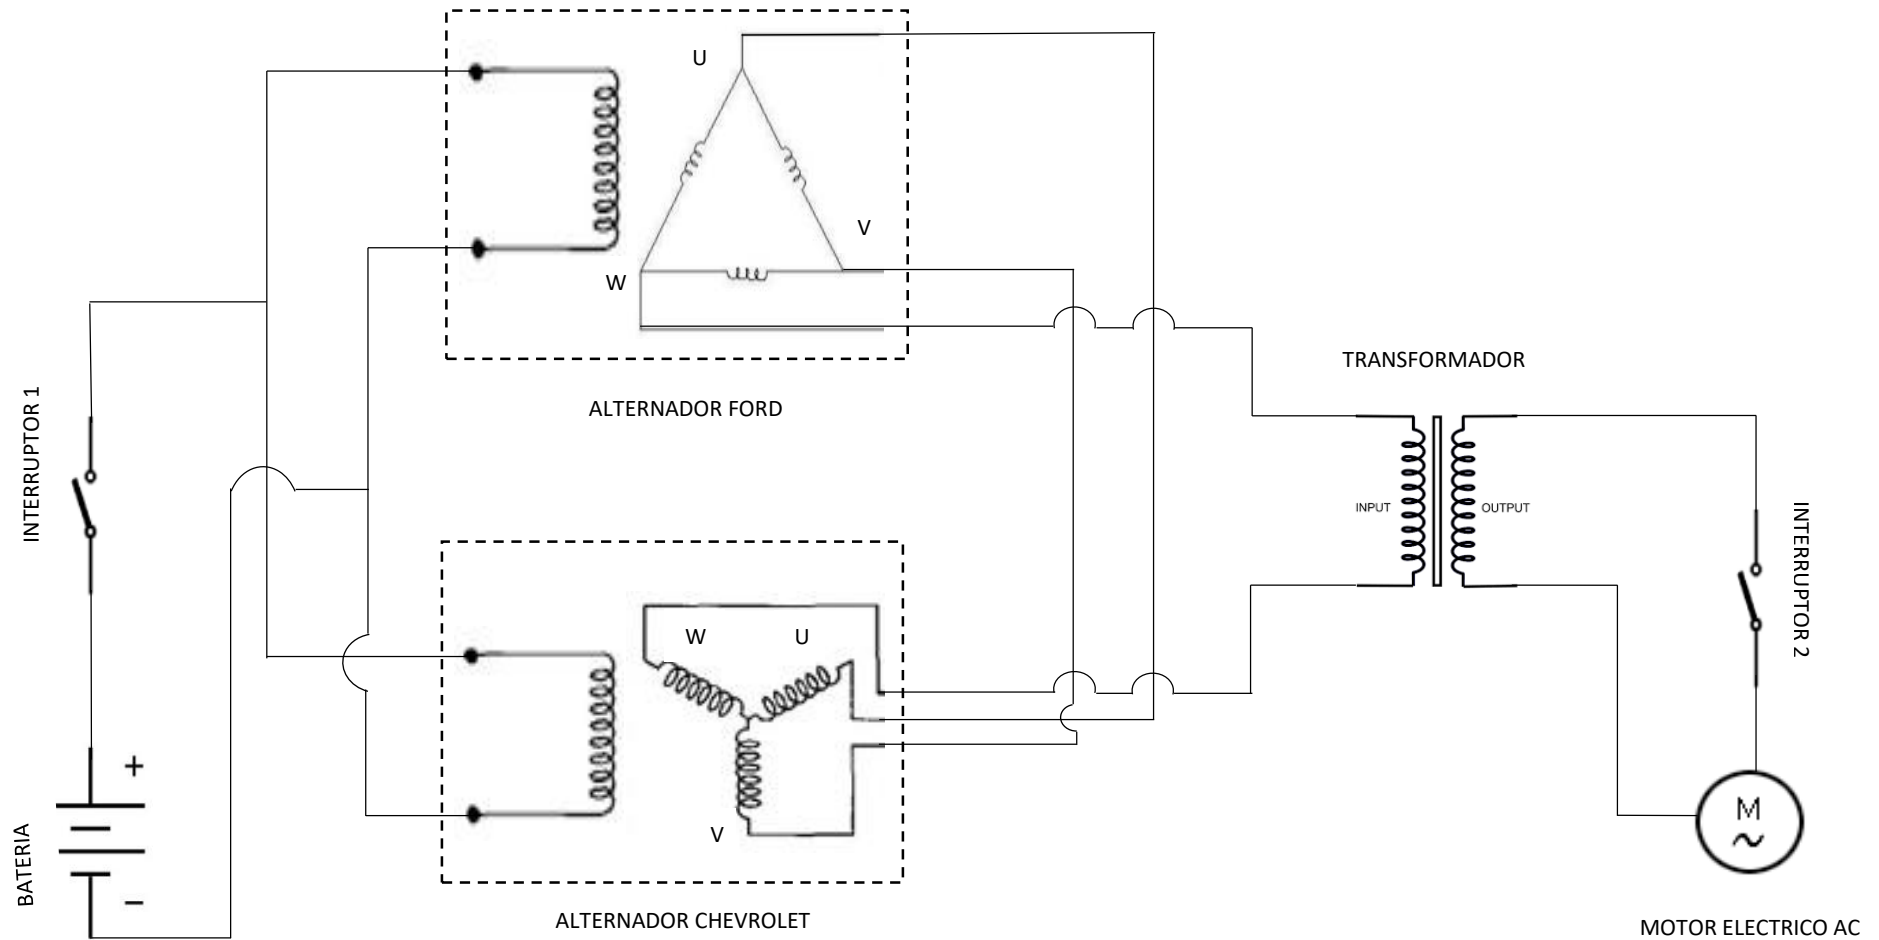 U
V
W
ALTERNADOR FORD
TRANSFORMADOR
INTERRUPTOR 1
INPUT
OUTPUT
INTERRUPTOR 2
W
U
V
+
BATERIA
−
M
~
ALTERNADOR CHEVROLET
MOTOR ELECTRICO AC